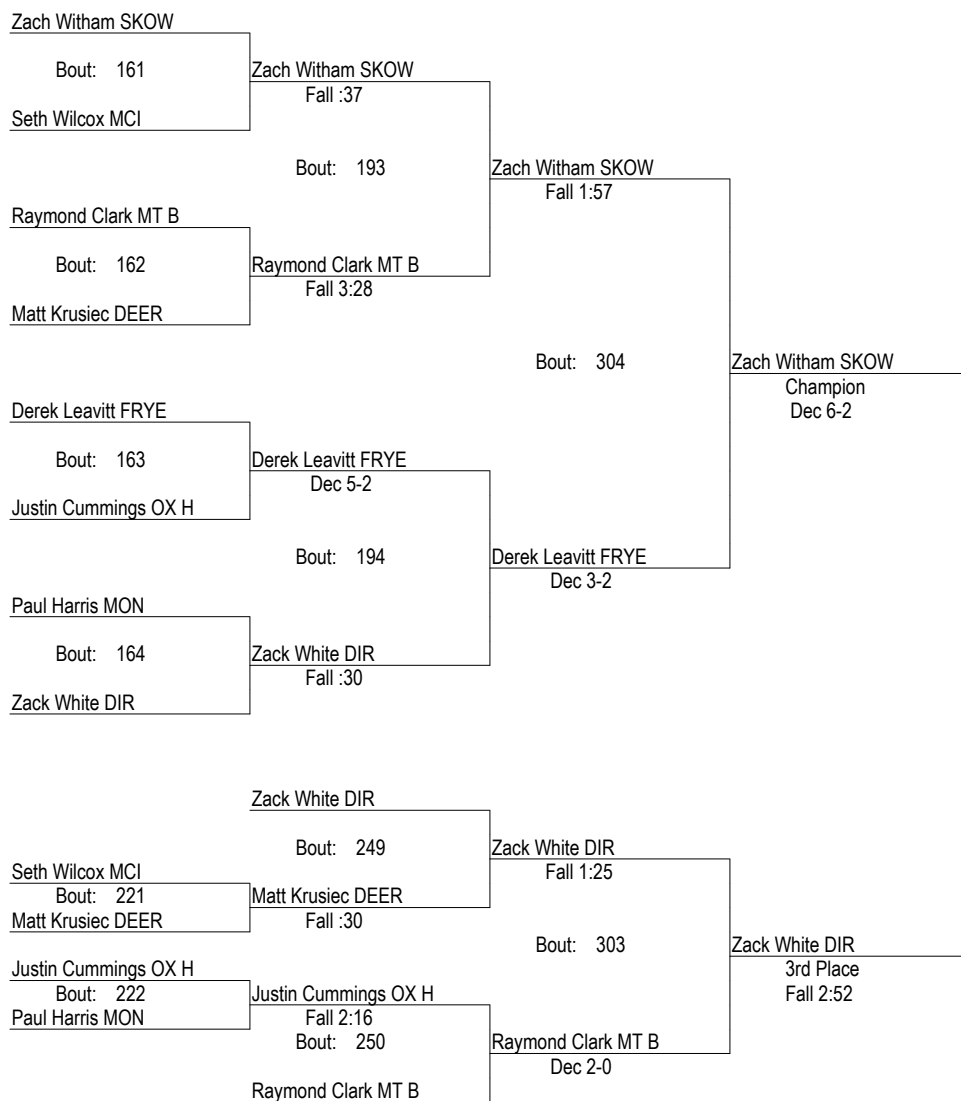 Zach Witham SKOW
Bout: 161
Zach Witham SKOW
Fall :37
Seth Wilcox MCI
Bout: 193
Zach Witham SKOW
Fall 1:57
Raymond Clark MT B
Bout: 162
Raymond Clark MT B
Fall 3:28
Matt Krusiec DEER
Bout: 304
Zach Witham SKOW
Champion
Dec 6-2
Derek Leavitt FRYE
Bout: 163
Derek Leavitt FRYE
Dec 5-2
Justin Cummings OX H
Bout: 194
Derek Leavitt FRYE
Dec 3-2
Paul Harris MON
Bout: 164
Zack White DIR
Fall :30
Zack White DIR
Zack White DIR
Bout: 249
Zack White DIR
Fall 1:25
Seth Wilcox MCI
Bout: 221
Matt Krusiec DEER
Matt Krusiec DEER
Fall :30
Bout: 303
Zack White DIR
3rd Place
Fall 2:52
Justin Cummings OX H
Bout: 222
Justin Cummings OX H
Paul Harris MON
Fall 2:16
Bout: 250
Raymond Clark MT B
Dec 2-0
Raymond Clark MT B